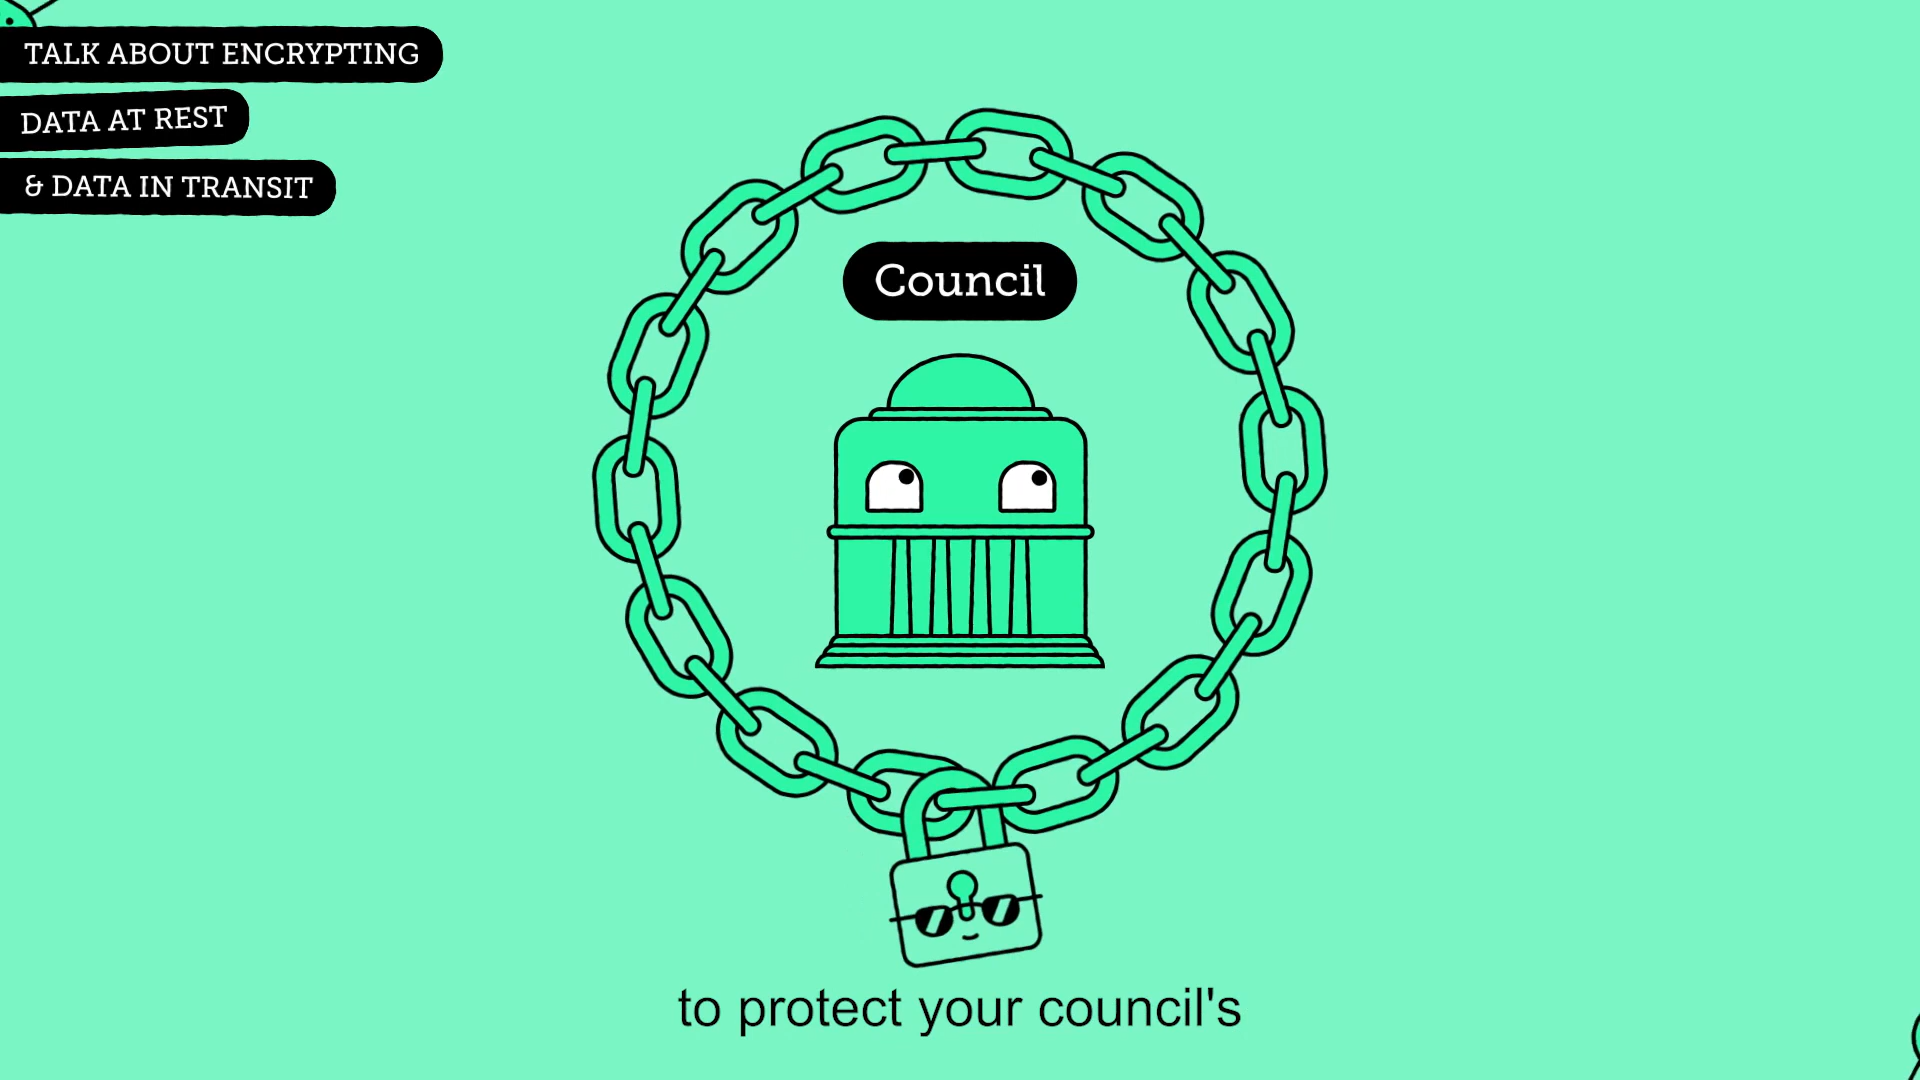 TALK ABOUT ENCRYPTING
DATA AT REST
& DATA IN TRANSIT
Council
to protect your council's